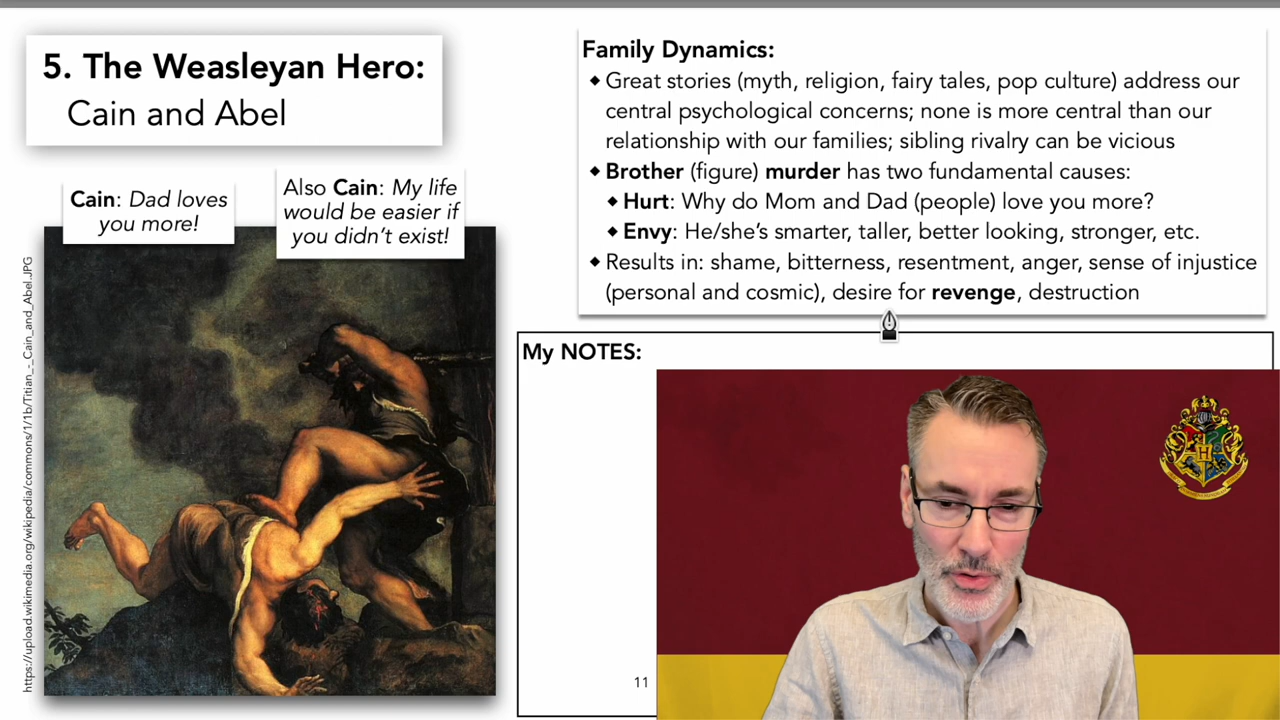 5. The Weasleyan Hero:
Cain and Abel
Cain: Dad loves
you more!
Also Cain: My life
would be easier if
you didn't exist!
https://upload.wikimedia.org/wikipedia/commons/1/1b/Titian_-_Cain_and_Abel.JPG
Family Dynamics:
◆ Great stories (myth, religion, fairy tales, pop culture) address our
central psychological concerns; none is more central than our
relationship with our families; sibling rivalry can be vicious
◆ Brother (figure) murder has two fundamental causes:
◆ Hurt: Why do Mom and Dad (people) love you more?
◆ Envy: He/she's smarter, taller, better looking, stronger, etc.
◆ Results in: shame, bitterness, resentment, anger, sense of injustice
(personal and cosmic), desire for revenge, destruction
My NOTES:
H
11